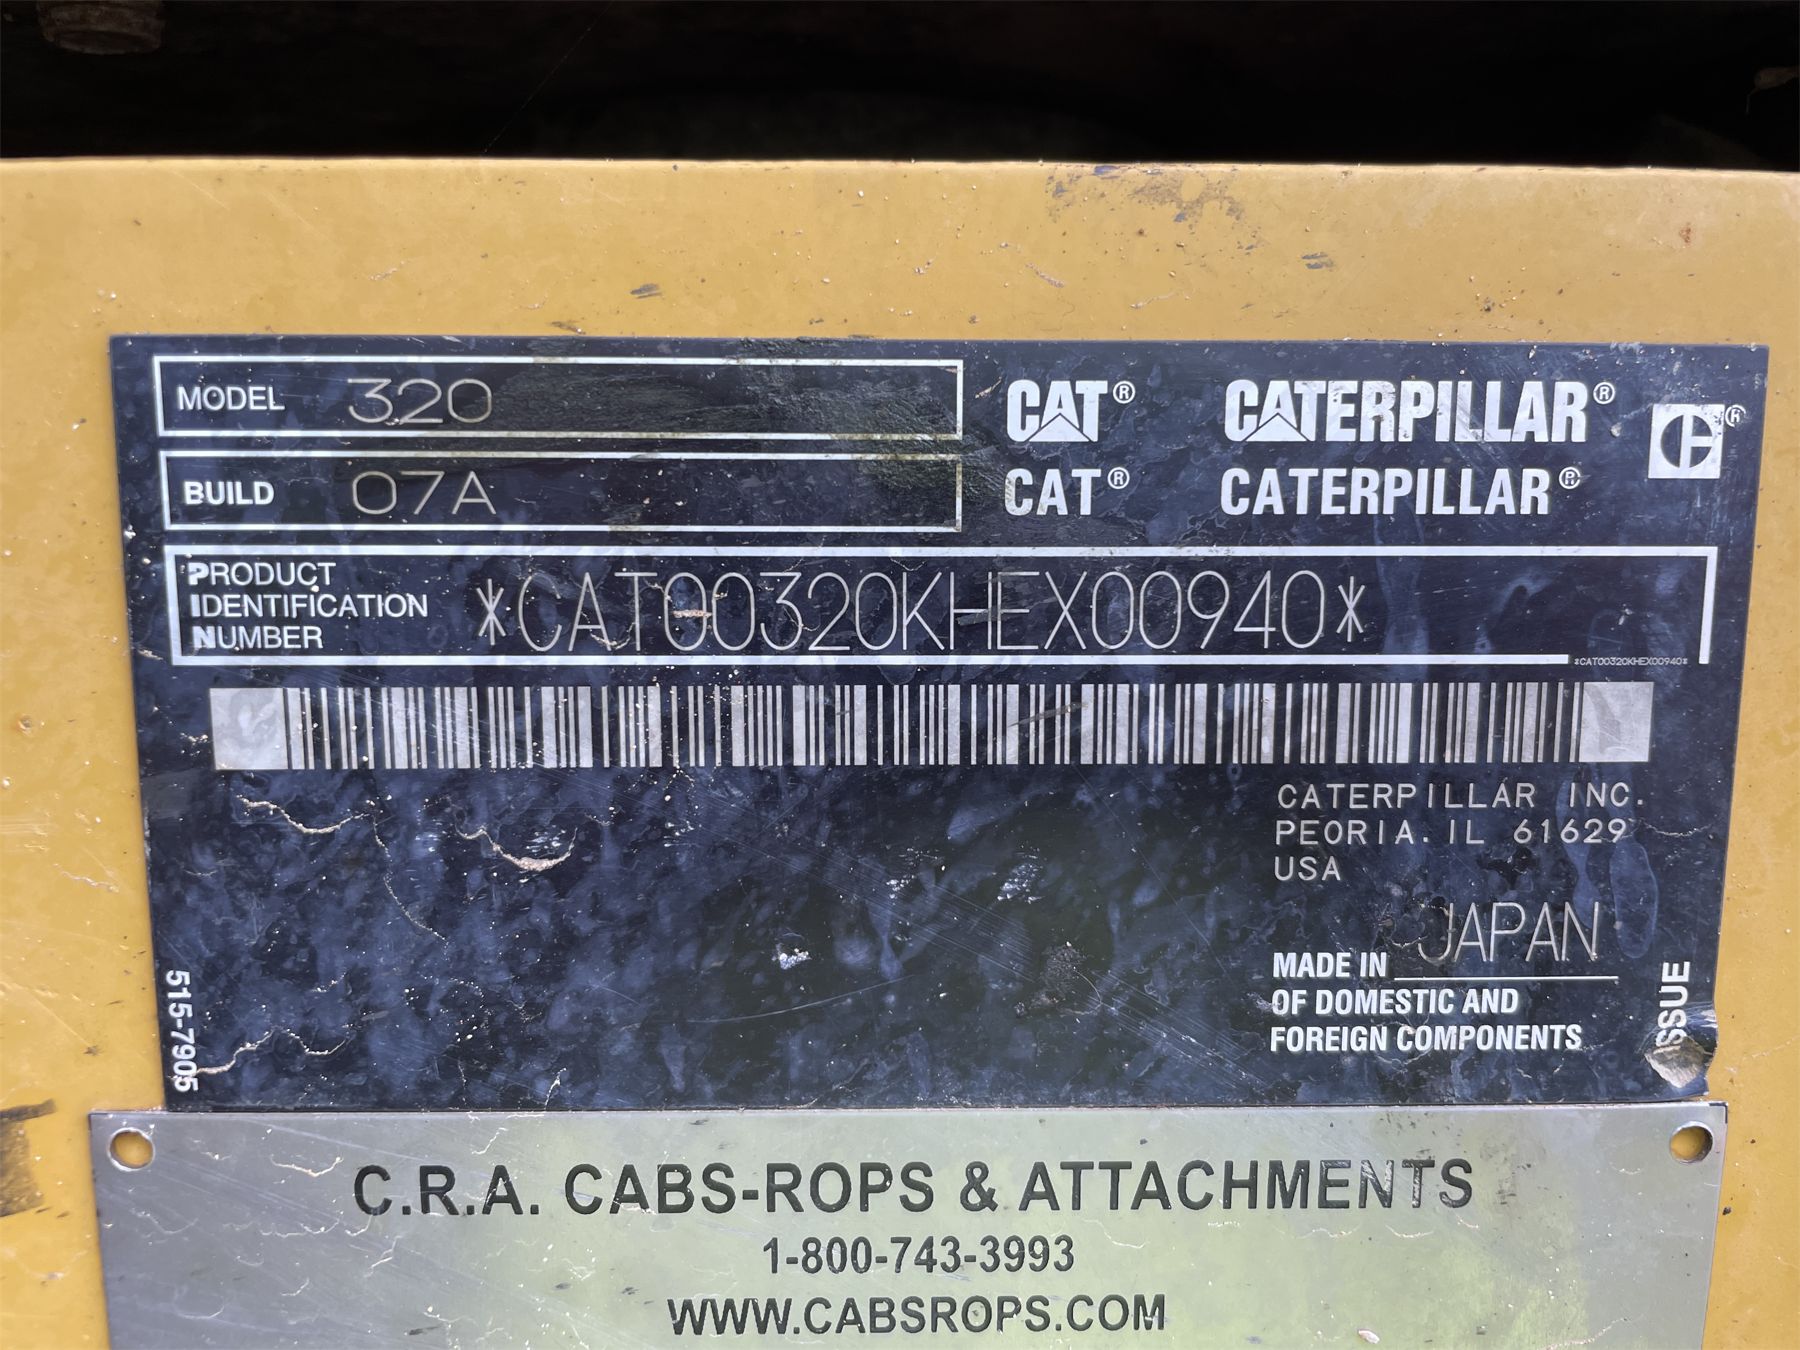 MODEL 320
CAT® CATERPILLAR® ®
BUILD 07A
CAT® CATERPILLAR®
PRODUCT
IDENTIFICATION
NUMBER
*CAT00320KHEX00940*
*CAT00320KHEX00940*
CATERPILLAR INC.
PEORIA. IL 61629
USA
MADE IN JAPAN
OF DOMESTIC AND
FOREIGN COMPONENTS
515-7905
ISSUE
C.R.A. CABS-ROPS & ATTACHMENTS
1-800-743-3993
WWW.CABSROPS.COM